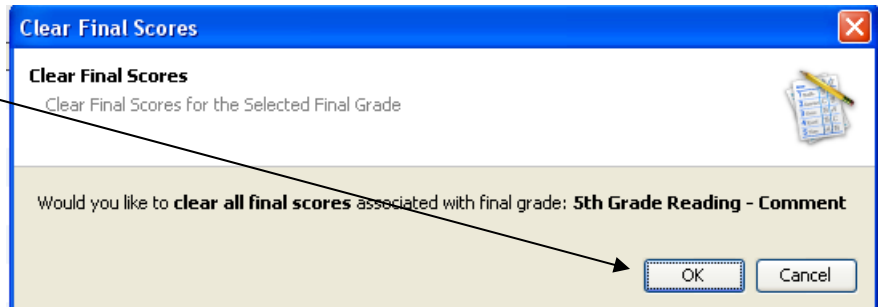 Clear Final Scores
Clear Final Scores
Clear Final Scores for the Selected Final Grade
Would you like to clear all final scores associated with final grade: 5th Grade Reading - Comment
OK Cancel